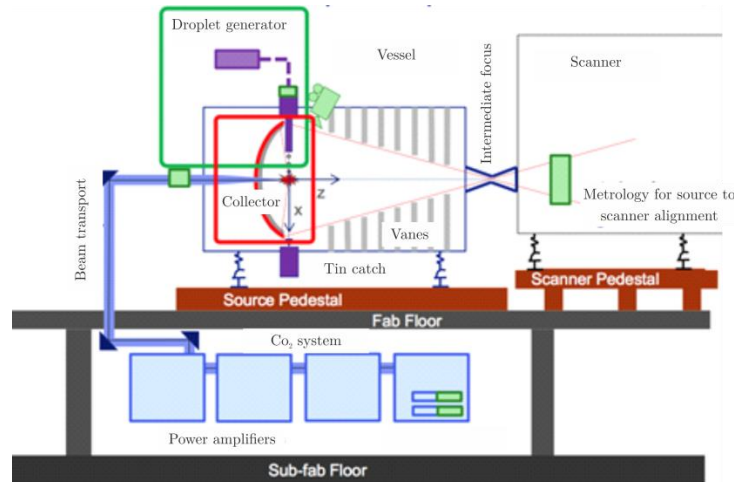 Droplet generator
Vessel
Scanner
Intermediate focus
Collector
z
x
Metrology for source to
scanner alignment
Vanes
Beam transport
Tin catch
Source Pedestal
Scanner Pedestal
Fab Floor
Co₂ system
Power amplifiers
Sub-fab Floor